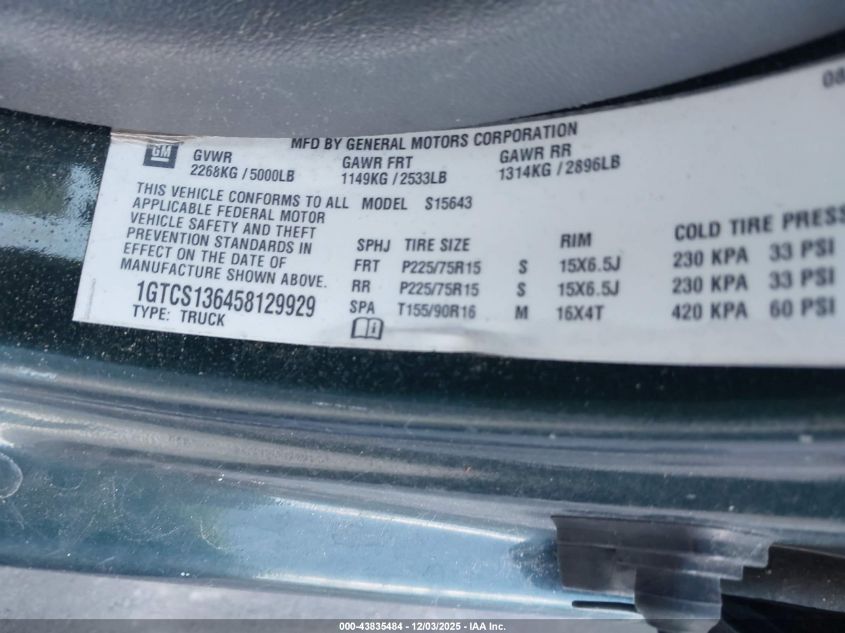 08
MFD BY GENERAL MOTORS CORPORATION
GM
GVWR GAWR FRT GAWR RR
2268KG / 5000LB 1149KG / 2533LB 1314KG / 2896LB
THIS VEHICLE CONFORMS TO ALL
APPLICABLE FEDERAL MOTOR
VEHICLE SAFETY AND THEFT
PREVENTION STANDARDS IN
EFFECT ON THE DATE OF
MANUFACTURE SHOWN ABOVE.
1GTCS136458129929
TYPE: TRUCK
MODEL S15643
SPHJ TIRE SIZE RIM COLD TIRE PRESS
FRT P225/75R15 S 15X6.5J 230 KPA 33 PSI
RR P225/75R15 S 15X6.5J 230 KPA 33 PSI
SPA T155/90R16 M 16X4T 420 KPA 60 PSI
000-43835484 - 12/03/2025 - IAA Inc.